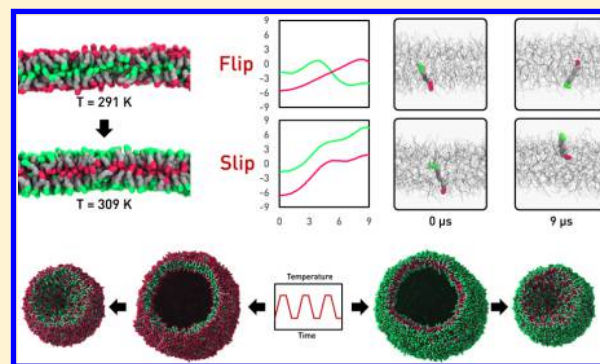 T = 291 K
T = 309 K
Flip
9
6
3
0
-3
-6
-9
Slip
9
6
3
0
-3
-6
-9
0 3 6 9
0 µs 9 µs
Temperature
Time